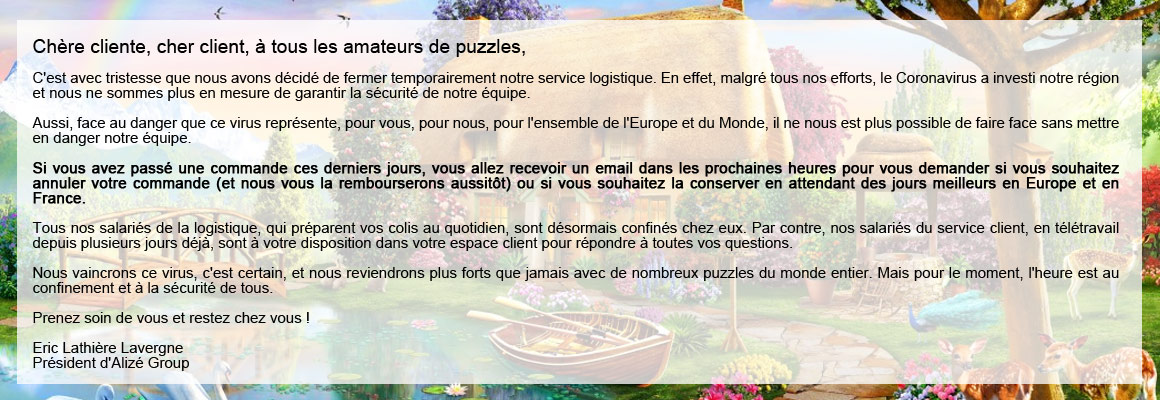 Chère cliente, cher client, à tous les amateurs de puzzles,
C'est avec tristesse que nous avons décidé de fermer temporairement notre service logistique. En effet, malgré tous nos efforts, le Coronavirus a investi notre région
et nous ne sommes plus en mesure de garantir la sécurité de notre équipe.
Aussi, face au danger que ce virus représente, pour vous, pour nous, pour l'ensemble de l'Europe et du Monde, il ne nous est plus possible de faire face sans mettre
en danger notre équipe.
Si vous avez passé une commande ces derniers jours, vous allez recevoir un email dans les prochaines heures pour vous demander si vous souhaitez
annuler votre commande (et nous vous la rembourserons aussitôt) ou si vous souhaitez la conserver en attendant des jours meilleurs en Europe et en
France.
Tous nos salariés de la logistique, qui préparent vos colis au quotidien, sont désormais confinés chez eux. Par contre, nos salariés du service client, en télétravail
depuis plusieurs jours déjà, sont à votre disposition dans votre espace client pour répondre à toutes vos questions.
Nous vaincrons ce virus, c'est certain, et nous reviendrons plus forts que jamais avec de nombreux puzzles du monde entier. Mais pour le moment, l'heure est au
confinement et à la sécurité de tous.
Prenez soin de vous et restez chez vous !
Eric Lathière Lavergne
Président d'Alizé Group